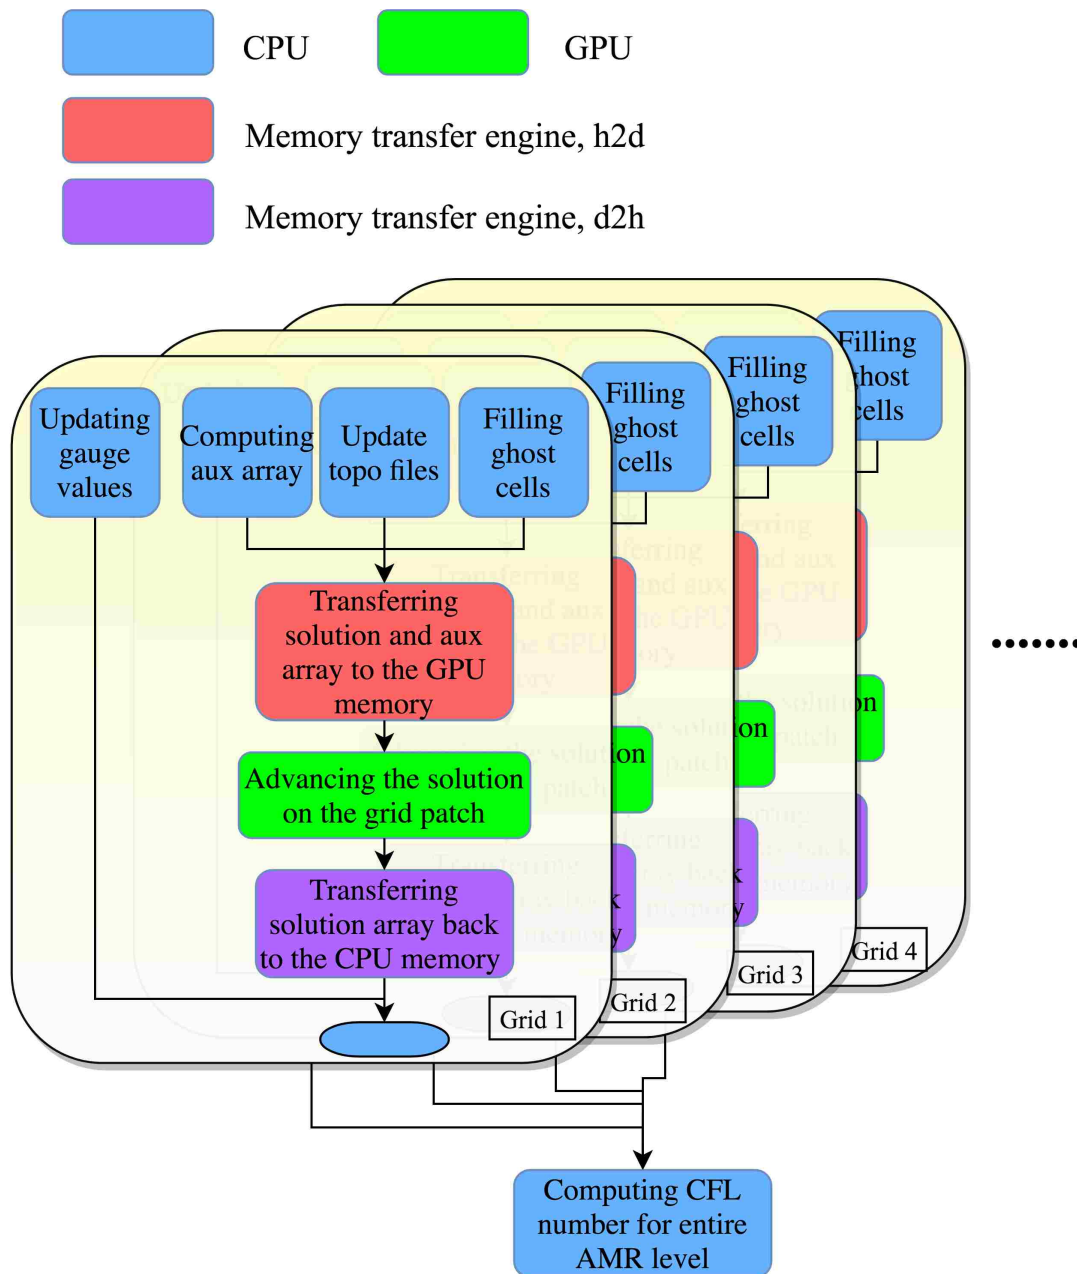 CPU
GPU
Memory transfer engine, h2d
Memory transfer engine, d2h
Updating
gauge
values
Computing
aux array
Update
topo files
Filling
ghost
cells
Filling
ghost
cells
Filling
ghost
cells
Filling
ghost
cells
Transferring
solution and aux
array to the GPU
memory
Advancing the solution
on the grid patch
Transferring
solution array back
to the CPU memory
Grid 1
Grid 2
Grid 3
Grid 4
Computing CFL
number for entire
AMR level